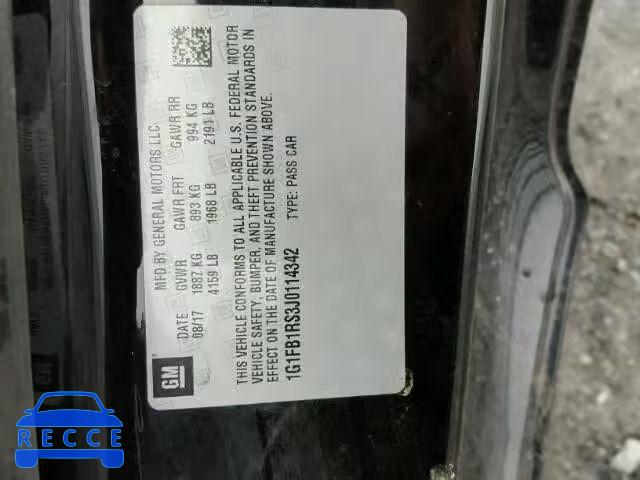 MFD BY GENERAL MOTORS LLC
DATE GVWR GAWR FRT GAWR RR
08/17 1887 KG 893 KG 994 KG
4159 LB 1968 LB 2191 LB
THIS VEHICLE CONFORMS TO ALL APPLICABLE U.S. FEDERAL MOTOR
VEHICLE SAFETY, BUMPER, AND THEFT PREVENTION STANDARDS IN
EFFECT ON THE DATE OF MANUFACTURE SHOWN ABOVE.
TYPE: PASS CAR
1G1FB1RS3J0114342
GM
RECCE